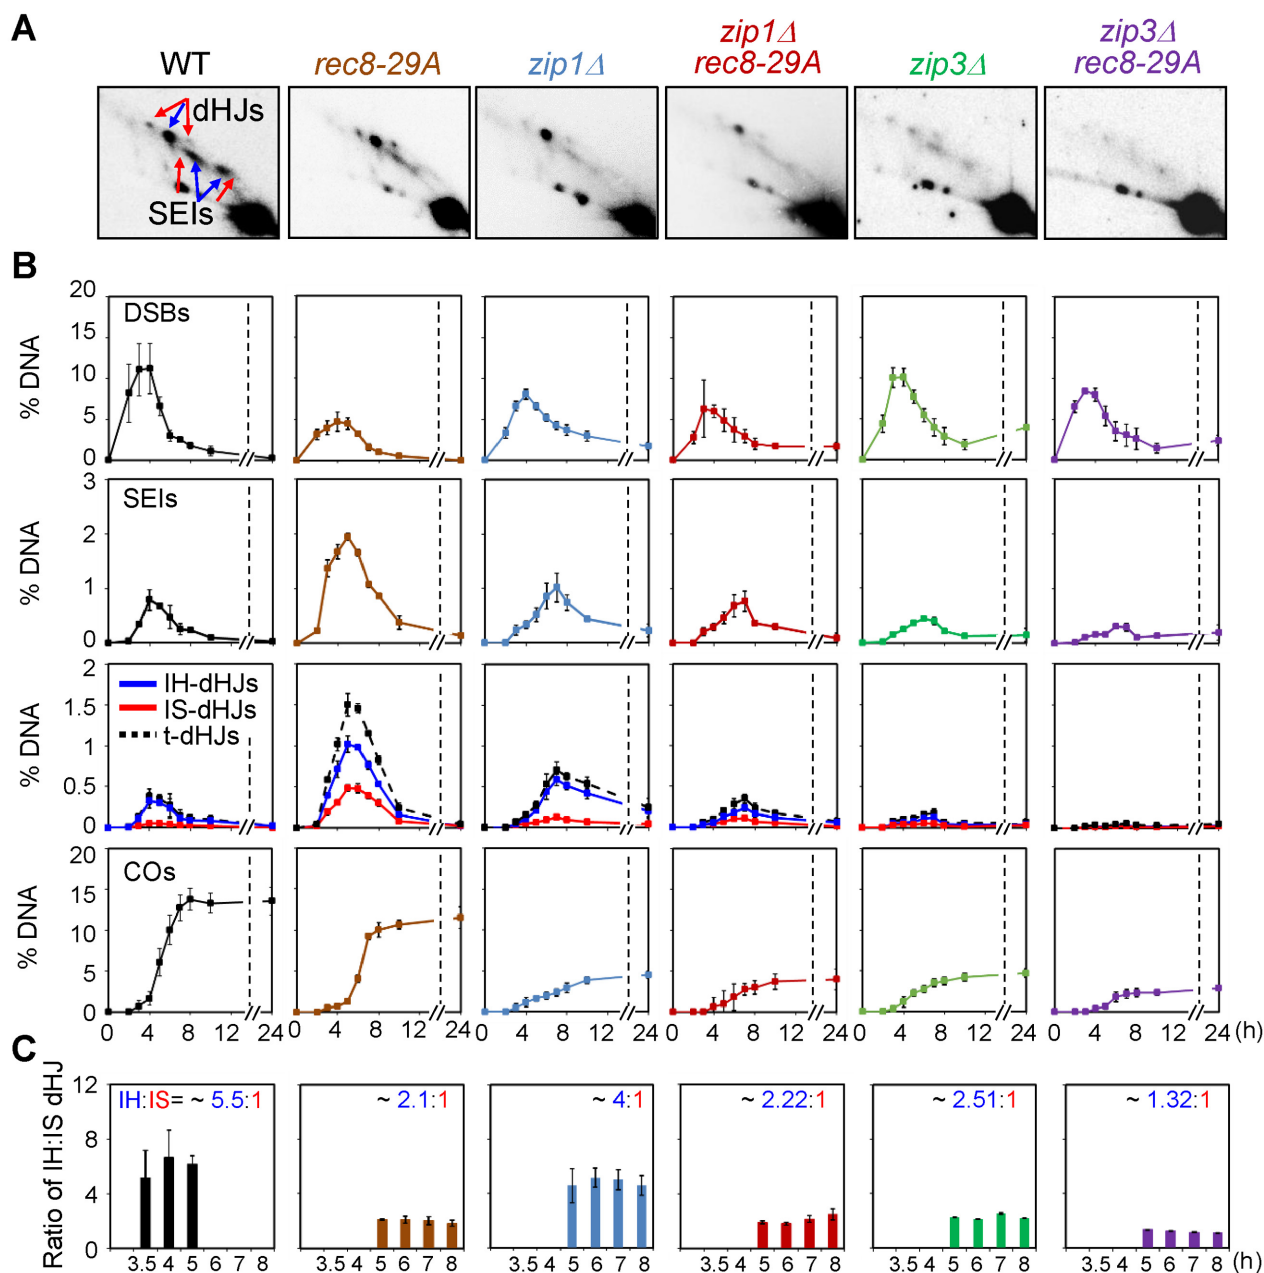 A
WT
rec8-29A
zip1Δ
zip1Δ
rec8-29A
zip3Δ
zip3Δ
rec8-29A
dHJs
SEIs
B
% DNA
20
15
10
5
0
DSBs
% DNA
3
2
1
0
SEIs
% DNA
2
1.5
1
0.5
0
IH-dHJs
IS-dHJs
t-dHJs
% DNA
20
15
10
5
0
COs
0 4 8 12 24
0 4 8 12 24
0 4 8 12 24
0 4 8 12 24
0 4 8 12 24
0 4 8 12 24 (h)
C
Ratio of IH:IS dHJ
12
8
4
0
IH:IS= ~ 5.5:1
~ 2.1:1
~ 4:1
~ 2.22:1
~ 2.51:1
~ 1.32:1
3.5 4 5 6 7 8
3.5 4 5 6 7 8
3.5 4 5 6 7 8
3.5 4 5 6 7 8
3.5 4 5 6 7 8
3.5 4 5 6 7 8 (h)